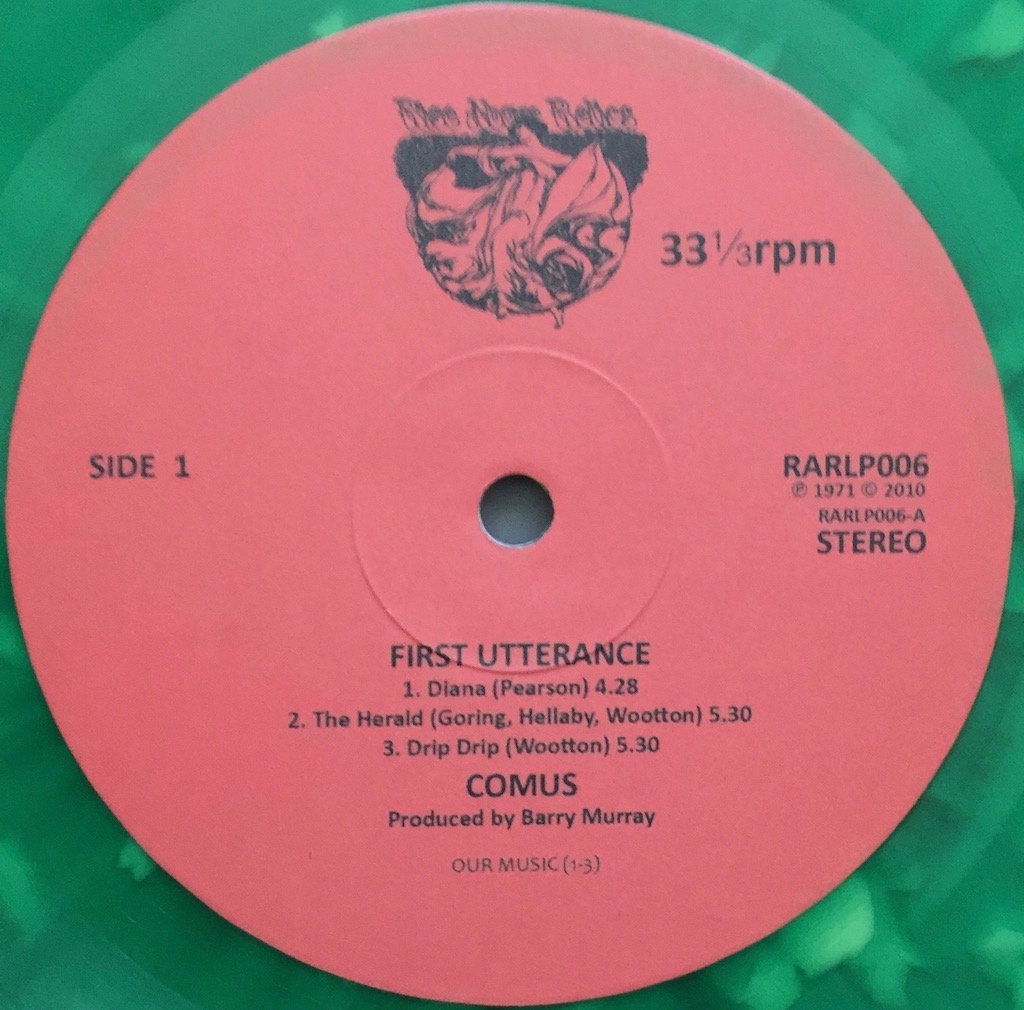 Rise Above Relics
33 1/3rpm
SIDE 1
RARLP006
℗ 1971 © 2010
RARLP006-A
STEREO
FIRST UTTERANCE
1. Diana (Pearson) 4.28
2. The Herald (Goring, Hellaby, Wootton) 5.30
3. Drip Drip (Wootton) 5.30
COMUS
Produced by Barry Murray
OUR MUSIC (1-3)